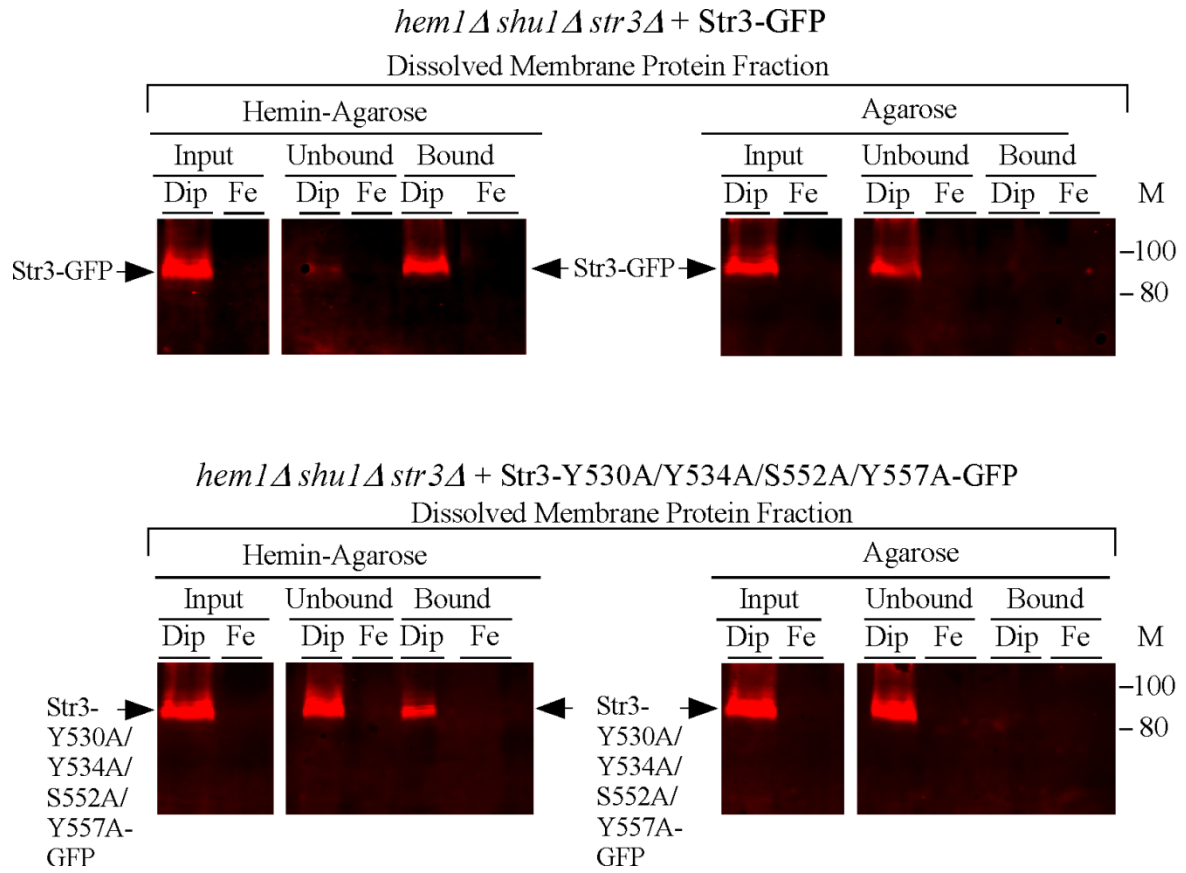 hem1Δ shu1Δ str3Δ + Str3-GFP
Dissolved Membrane Protein Fraction
Hemin-Agarose Agarose
Input Unbound Bound Input Unbound Bound
Dip Fe Dip Fe Dip Fe Dip Fe Dip Fe Dip Fe M
Str3-GFP Str3-GFP
–100
– 80
hem1Δ shu1Δ str3Δ + Str3-Y530A/Y534A/S552A/Y557A-GFP
Dissolved Membrane Protein Fraction
Hemin-Agarose Agarose
Input Unbound Bound Input Unbound Bound
Dip Fe Dip Fe Dip Fe Dip Fe Dip Fe Dip Fe M
–100
– 80
Str3-
Y530A/
Y534A/
S552A/
Y557A-
GFP
Str3-
Y530A/
Y534A/
S552A/
Y557A-
GFP